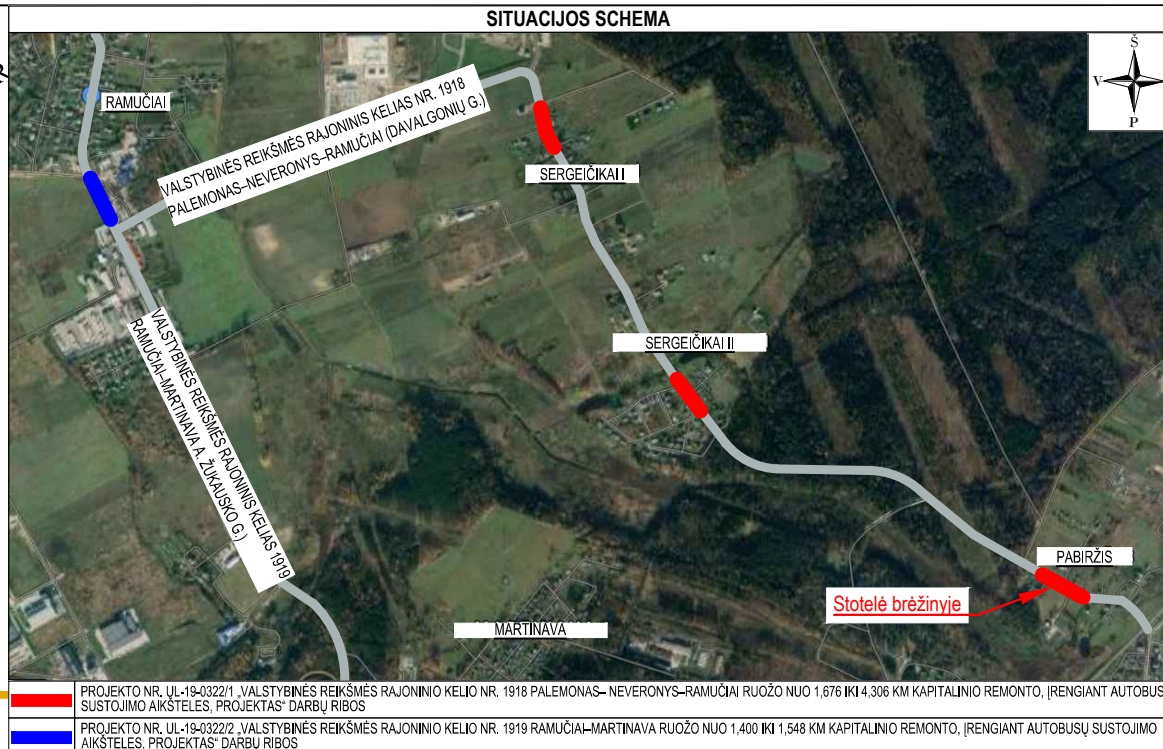 SITUACIJOS SCHEMA
Š
V
P
RAMUČIAI
VALSTYBINĖS REIKŠMĖS RAJONINIS KELIAS NR. 1918
PALEMONAS–NEVERONYS–RAMUČIAI (DAVALGONIŲ G.)
SERGEIČIKAI I
SERGEIČIKAI II
VALSTYBINĖS REIKŠMĖS RAJONINIS KELIAS 1919
RAMUČIAI–MARTINAVA A. ŽUKAUSKO G.)
PABIRŽIS
Stotelė brėžinyje
MARTINAVA
PROJEKTO NR. UL-19-0322/1 „VALSTYBINĖS REIKŠMĖS RAJONINIO KELIO NR. 1918 PALEMONAS– NEVERONYS–RAMUČIAI RUOŽO NUO 1,676 IKI 4,306 KM KAPITALINIO REMONTO, ĮRENGIANT AUTOBUS
SUSTOJIMO AIKŠTELES, PROJEKTAS“ DARBŲ RIBOS
PROJEKTO NR. UL-19-0322/2 „VALSTYBINĖS REIKŠMĖS RAJONINIO KELIO NR. 1919 RAMUČIAI–MARTINAVA RUOŽO NUO 1,400 IKI 1,548 KM KAPITALINIO REMONTO, ĮRENGIANT AUTOBUSŲ SUSTOJIMO
AIKŠTELES, PROJEKTAS“ DARBU RIBOS